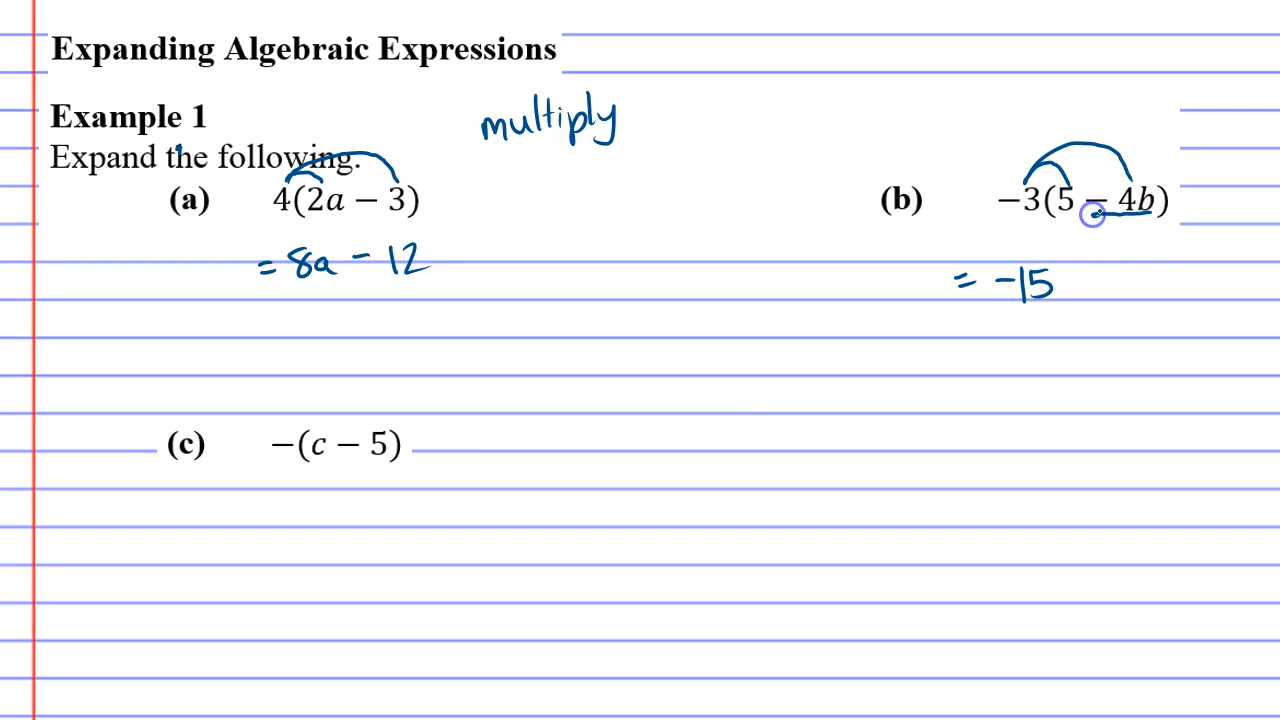 Expanding Algebraic Expressions
Example 1
multiply
Expand the following.
(a) 4(2a − 3)
= 8a - 12
(b) −3(5 − 4b)
= -15
(c) −(c − 5)